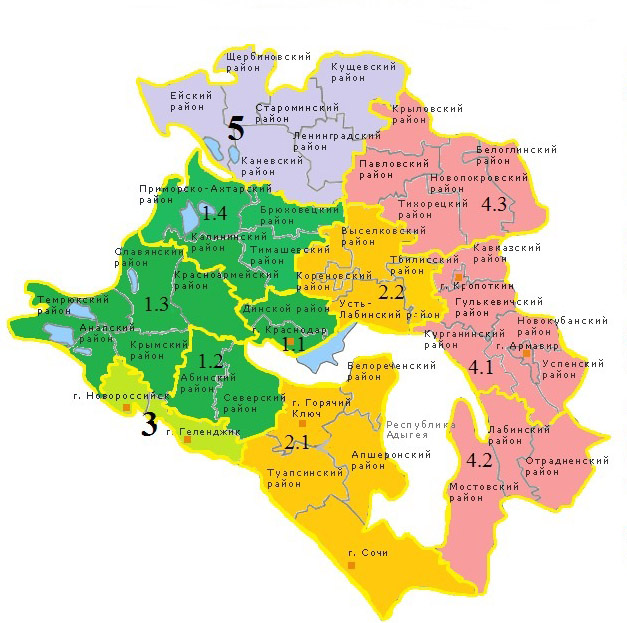 Щербиновский
район
Кущевский
район
Ейский
район
Староминский
район
Крыловский
район
5
Ленинградский
район
Белоглинский
район
Каневский
район
Павловский
район
Новопокровский
район
Приморско-Ахтарский
район
Тихорецкий
район
4.3
1.4
Брюховецкий
район
Выселковский
район
Калининский
район
Тимашевский
район
Кавказский
район
Славянский
район
Тбилисский
район
Красноармейский
Кореновский
район
г. Кропоткин
2.2
Темрюкский
район
1.3
Динской район
Усть-
Лабинский район
Гулькевичский
район
Анапский
район
г. Краснодар
1.1
Новокубанский
район
Курганинский
район
г. Армавир
Крымский
район
1.2
4.1
Белореченский
район
Успенский
район
Абинский
район
г. Новороссийск
Северский
район
г. Горячий
Ключ
3
г. Геленджик
Республика
Адыгея
Лабинский
район
2.1
Апшеронский
район
4.2
Отрадненский
район
Туапсинский
район
Мостовский
район
г. Сочи